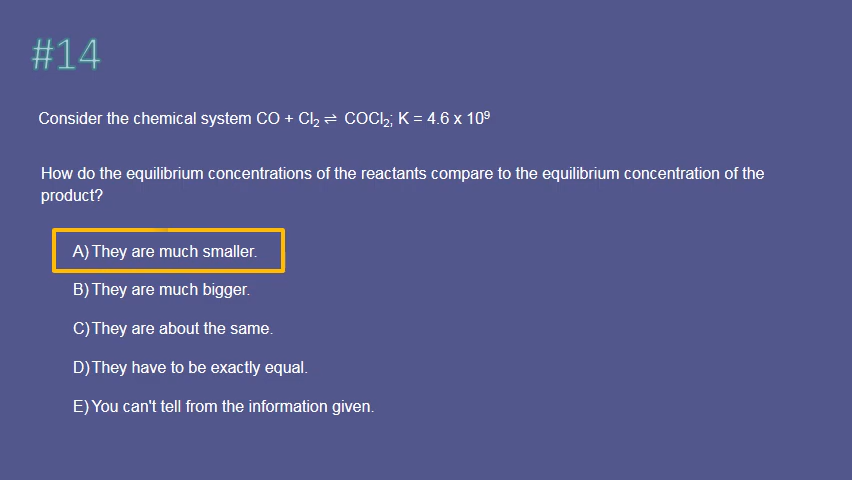 #14
Consider the chemical system CO + Cl₂ ⇌ COCl₂; K = 4.6 x 10⁹
How do the equilibrium concentrations of the reactants compare to the equilibrium concentration of the
product?
A) They are much smaller.
B) They are much bigger.
C) They are about the same.
D) They have to be exactly equal.
E) You can't tell from the information given.